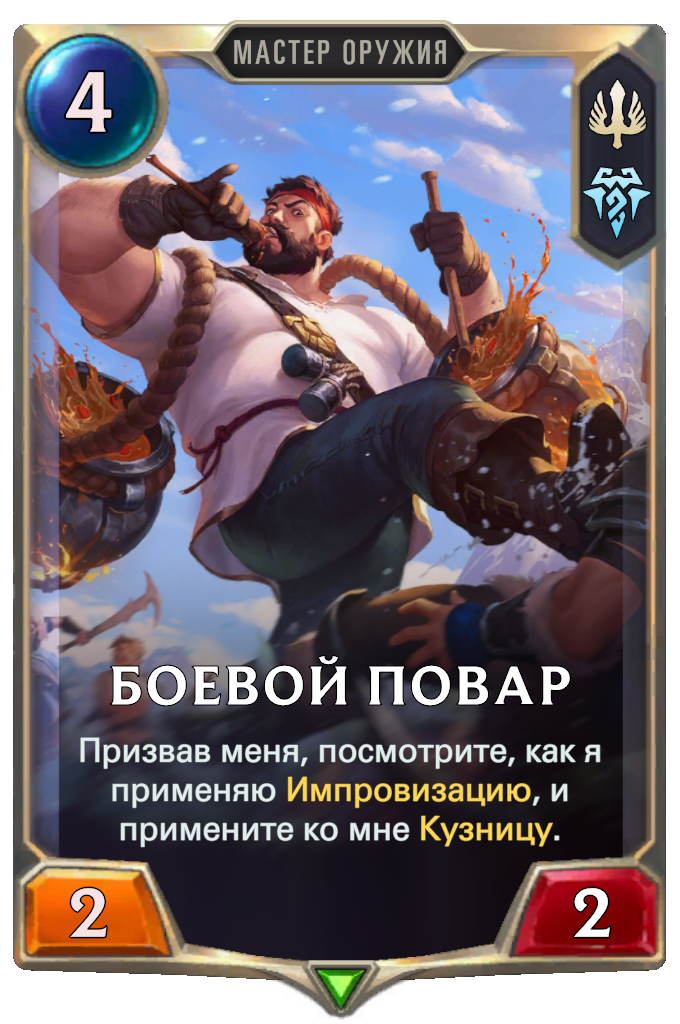 МАСТЕР ОРУЖИЯ
4
БОЕВОЙ ПОВАР
Призвав меня, посмотрите, как я
применяю Импровизацию, и
примените ко мне Кузницу.
2
2